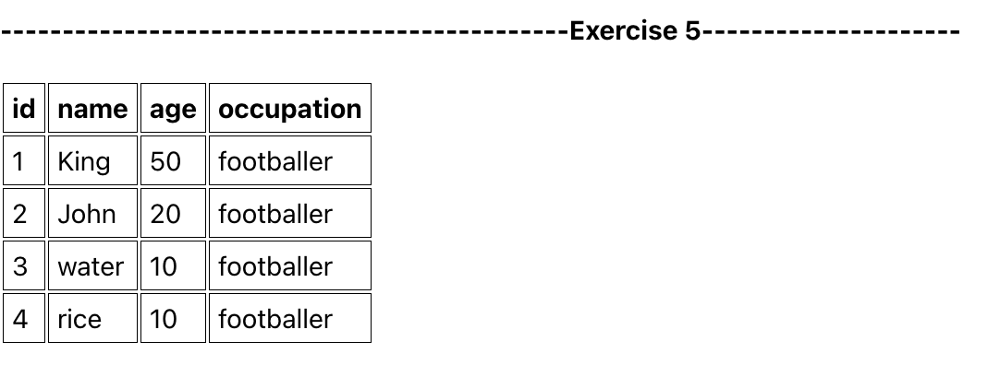 ----------------------------------------------Exercise 5---------------------
id name age occupation
1 King 50 footballer
2 John 20 footballer
3 water 10 footballer
4 rice 10 footballer